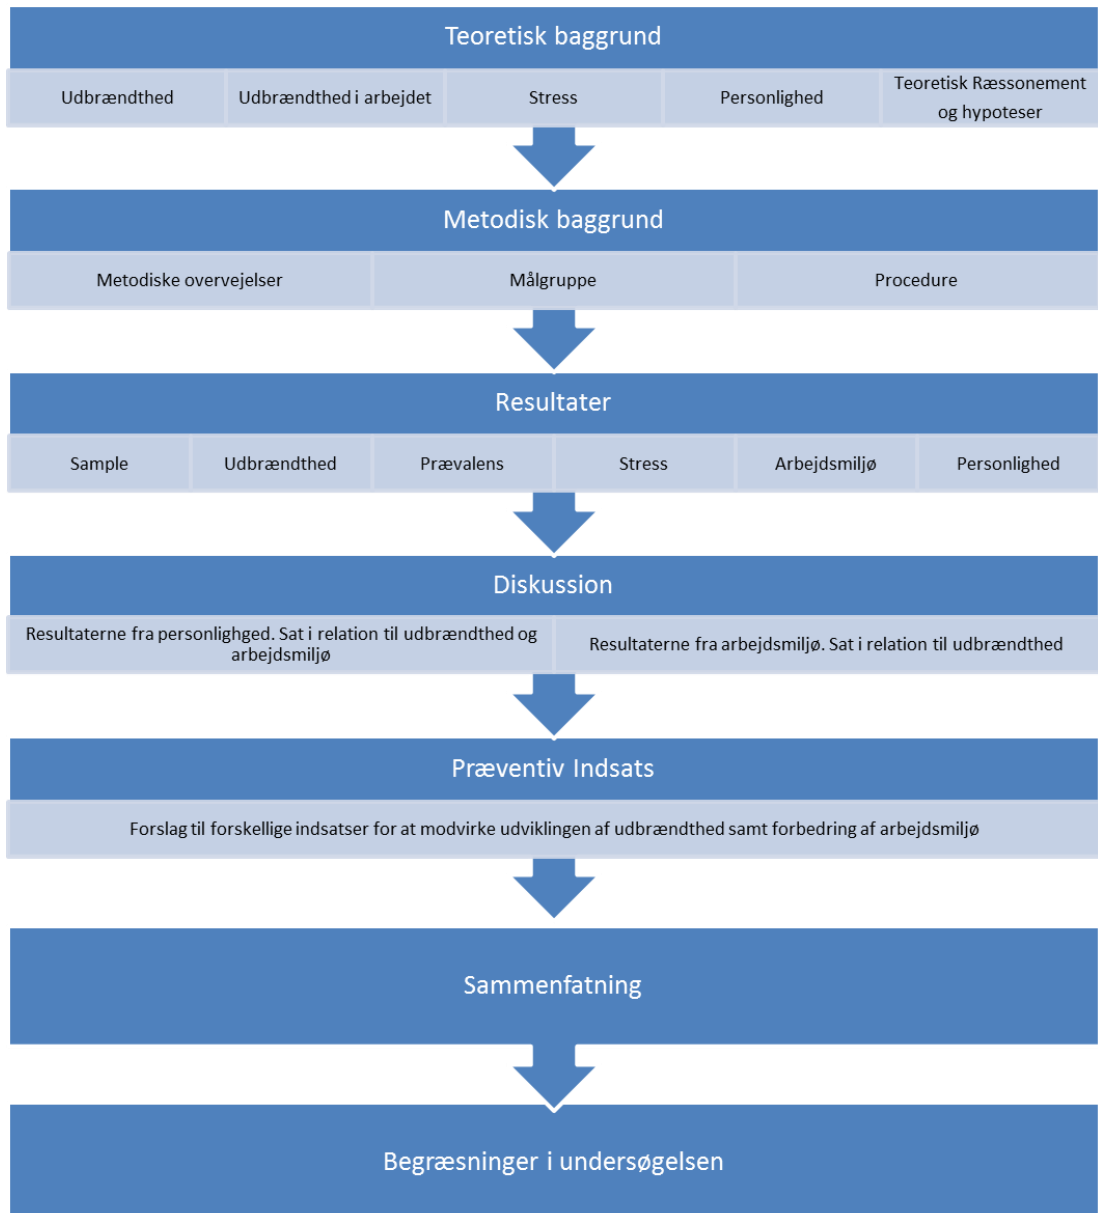 Teoretisk baggrund
Udbrændthed
Udbrændthed i arbejdet
Stress
Personlighed
Teoretisk Ræssonement
og hypoteser
Metodisk baggrund
Metodiske overvejelser
Målgruppe
Procedure
Resultater
Sample
Udbrændthed
Prævalens
Stress
Arbejdsmiljø
Personlighed
Diskussion
Resultaterne fra personlighged. Sat i relation til udbrændthed og
arbejdsmiljø
Resultaterne fra arbejdsmiljø. Sat i relation til udbrændthed
Præventiv Indsats
Forslag til forskellige indsatser for at modvirke udviklingen af udbrændthed samt forbedring af arbejdsmiljø
Sammenfatning
Begræsninger i undersøgelsen